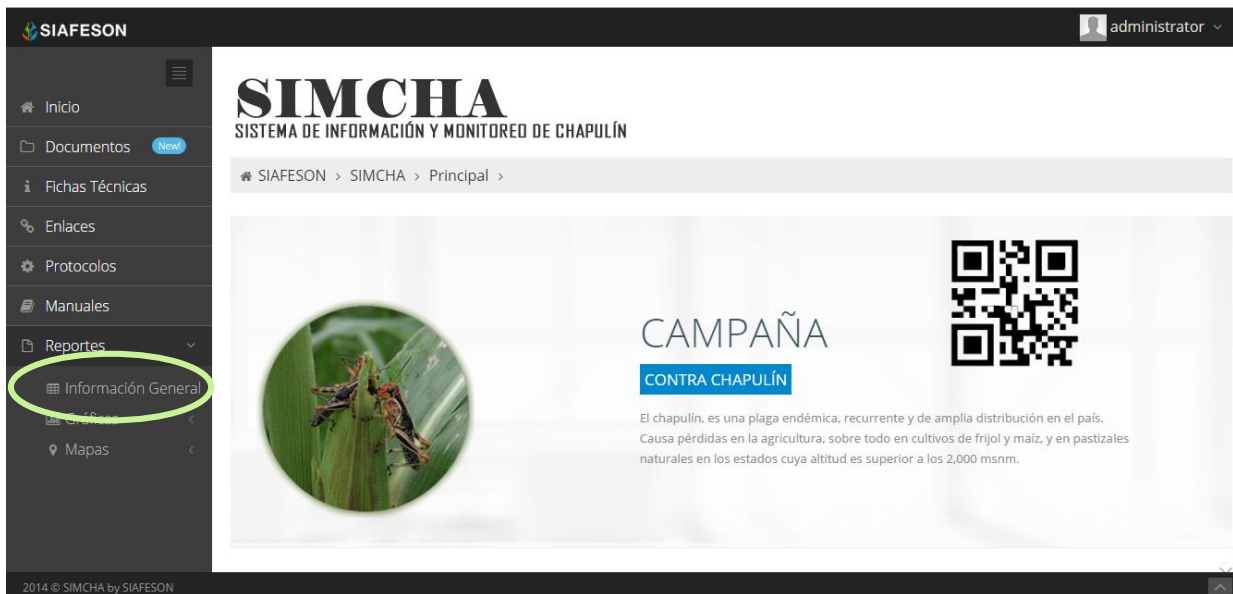 SIAFESON
administrator
Inicio
Documentos New!
Fichas Técnicas
Enlaces
Protocolos
Manuales
Reportes
Información General
Gráficos
Mapas
SIMCHA
SISTEMA DE INFORMACIÓN Y MONITOREO DE CHAPULÍN
SIAFESON > SIMCHA > Principal >
CAMPAÑA
CONTRA CHAPULÍN
El chapulín, es una plaga endémica, recurrente y de amplia distribución en el país.
Causa pérdidas en la agricultura, sobre todo en cultivos de frijol y maíz, y en pastizales
naturales en los estados cuya altitud es superior a los 2,000 msnm.
2014 © SIMCHA by SIAFESON